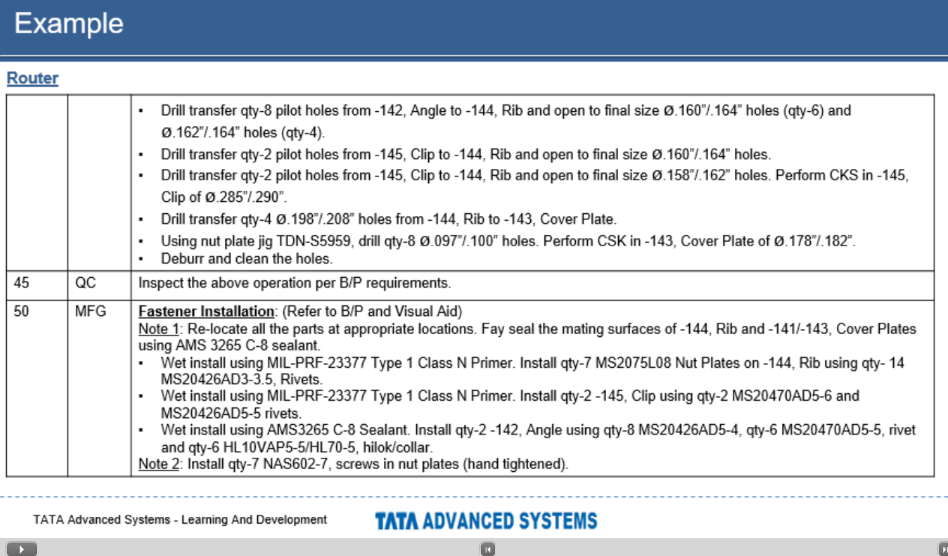 Example
Router
▪ Drill transfer qty-8 pilot holes from -142, Angle to -144, Rib and open to final size Ø.160”/.164” holes (qty-6) and
Ø.162”/.164” holes (qty-4).
▪ Drill transfer qty-2 pilot holes from -145, Clip to -144, Rib and open to final size Ø.160”/.164” holes.
▪ Drill transfer qty-2 pilot holes from -145, Clip to -144, Rib and open to final size Ø.158”/.162” holes. Perform CKS in -145,
Clip of Ø.285”/.290”.
▪ Drill transfer qty-4 Ø.198”/.208” holes from -144, Rib to -143, Cover Plate.
▪ Using nut plate jig TDN-S5959, drill qty-8 Ø.097”/.100” holes. Perform CSK in -143, Cover Plate of Ø.178”/.182”.
▪ Deburr and clean the holes.
45 QC Inspect the above operation per B/P requirements.
50 MFG Fastener Installation: (Refer to B/P and Visual Aid)
Note 1: Re-locate all the parts at appropriate locations. Fay seal the mating surfaces of -144, Rib and -141/-143, Cover Plates
using AMS 3265 C-8 sealant.
▪ Wet install using MIL-PRF-23377 Type 1 Class N Primer. Install qty-7 MS2075L08 Nut Plates on -144, Rib using qty- 14
MS20426AD3-3.5, Rivets.
▪ Wet install using MIL-PRF-23377 Type 1 Class N Primer. Install qty-2 -145, Clip using qty-2 MS20470AD5-6 and
MS20426AD5-5 rivets.
▪ Wet install using AMS3265 C-8 Sealant. Install qty-2 -142, Angle using qty-8 MS20426AD5-4, qty-6 MS20470AD5-5, rivet
and qty-6 HL10VAP5-5/HL70-5, hilok/collar.
Note 2: Install qty-7 NAS602-7, screws in nut plates (hand tightened).
TATA Advanced Systems - Learning And Development
TATA ADVANCED SYSTEMS